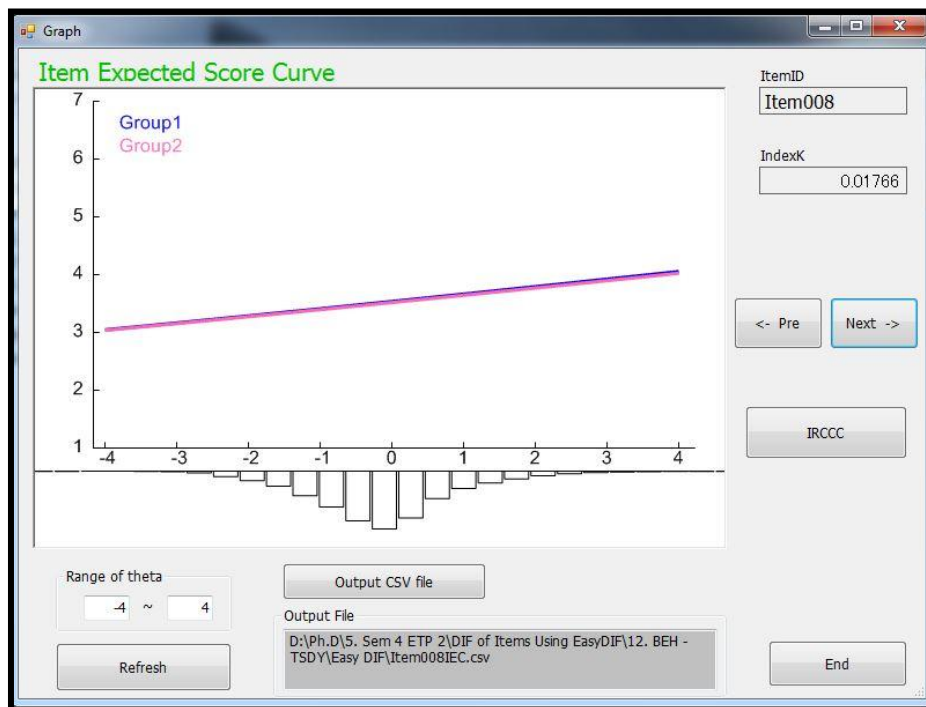 Graph
Item Expected Score Curve
ItemID
Item008
IndexK
0.01766
Group1
Group2
7
6
5
4
3
2
1
-4 -3 -2 -1 0 1 2 3 4
<- Pre
Next ->
IRCCC
Range of theta
-4 ~ 4
Refresh
Output CSV file
Output File
D:\Ph.D\5. Sem 4 ETP 2\DIF of Items Using EasyDIF\12. BEH -
TSDY\Easy DIF\Item008IEC.csv
End